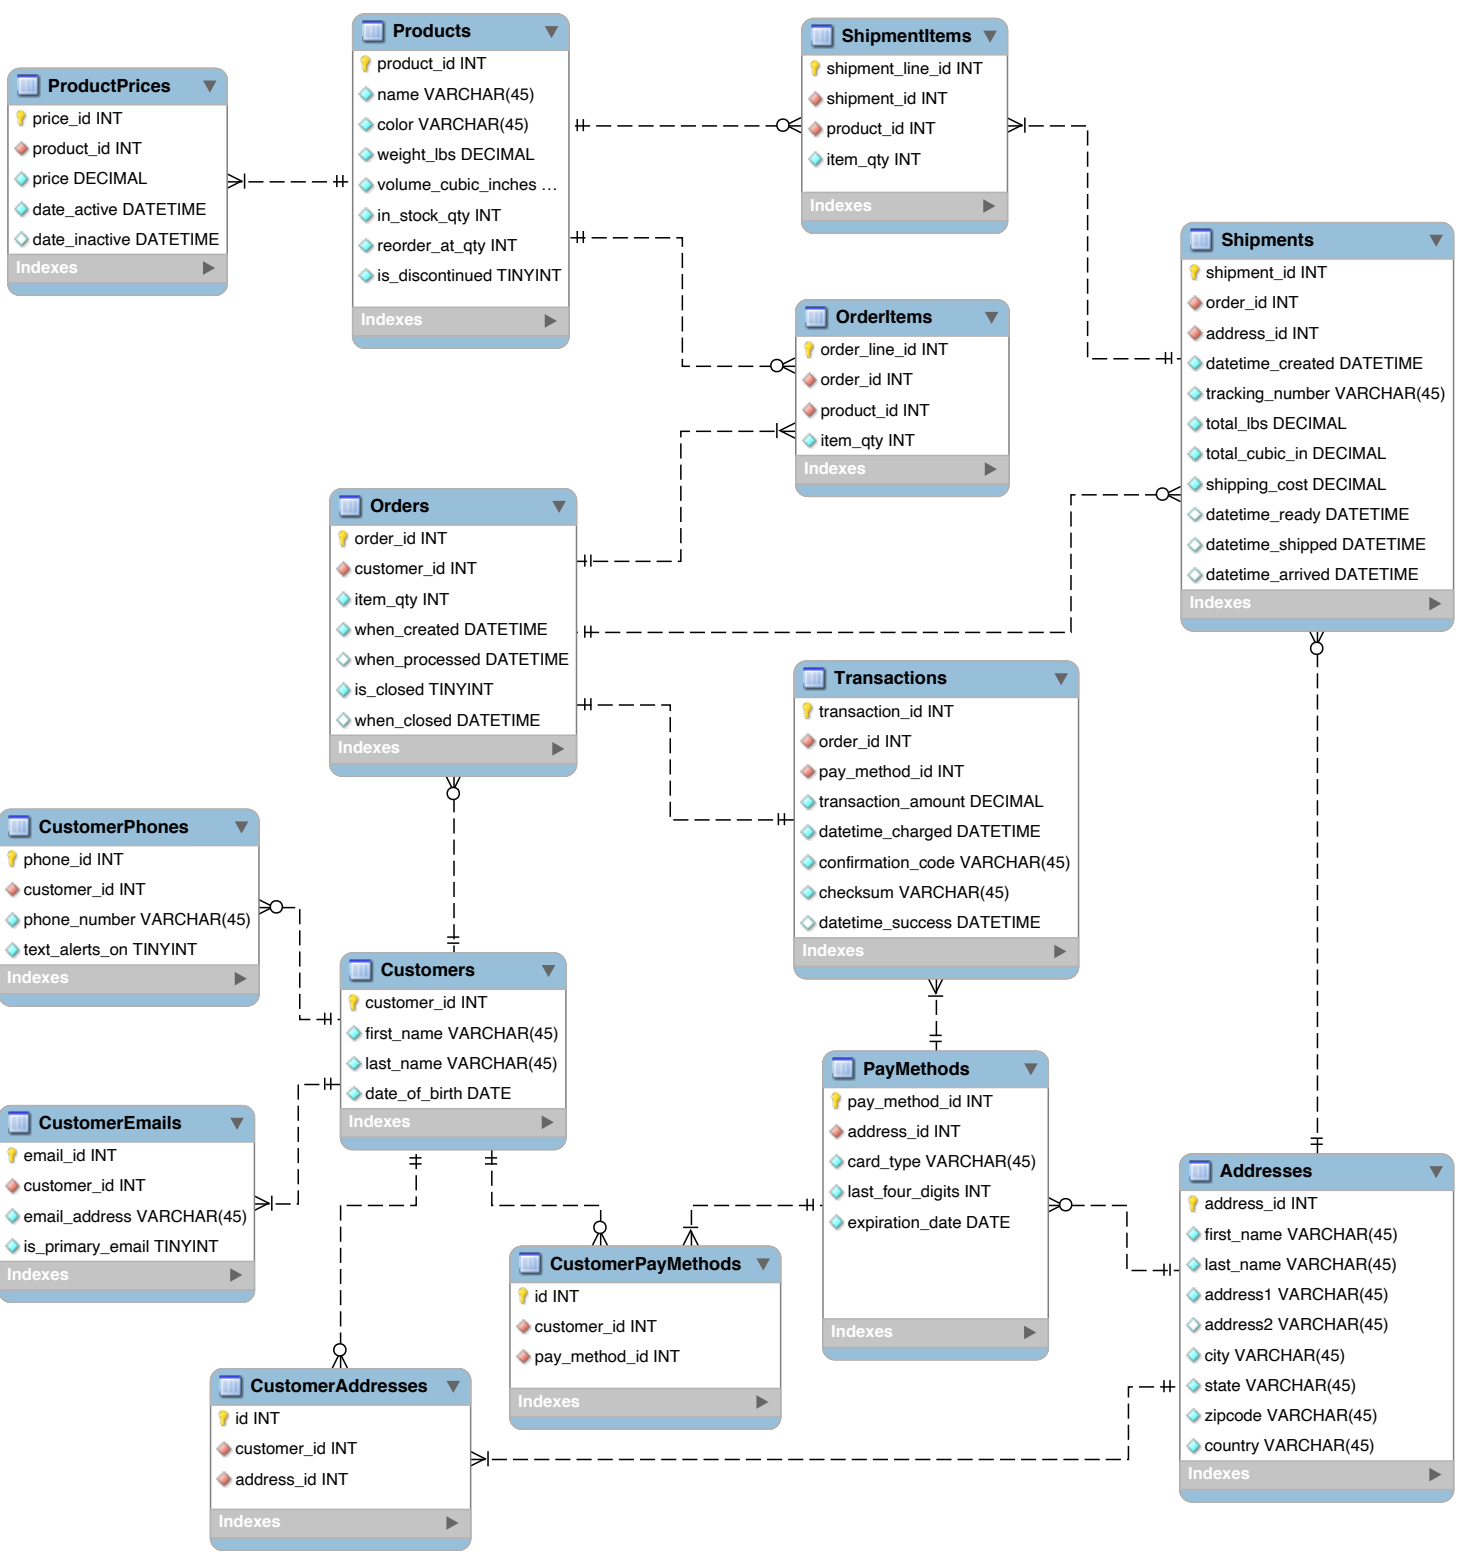 Products
product_id INT
name VARCHAR(45)
color VARCHAR(45)
weight_lbs DECIMAL
volume_cubic_inches ...
in_stock_qty INT
reorder_at_qty INT
is_discontinued TINYINT
Indexes
ShipmentItems
shipment_line_id INT
shipment_id INT
product_id INT
item_qty INT
Indexes
ProductPrices
price_id INT
product_id INT
price DECIMAL
date_active DATETIME
date_inactive DATETIME
Indexes
Shipments
shipment_id INT
order_id INT
address_id INT
datetime_created DATETIME
tracking_number VARCHAR(45)
total_lbs DECIMAL
total_cubic_in DECIMAL
shipping_cost DECIMAL
datetime_ready DATETIME
datetime_shipped DATETIME
datetime_arrived DATETIME
Indexes
OrderItems
order_line_id INT
order_id INT
product_id INT
item_qty INT
Indexes
Orders
order_id INT
customer_id INT
item_qty INT
when_created DATETIME
when_processed DATETIME
is_closed TINYINT
when_closed DATETIME
Indexes
Transactions
transaction_id INT
order_id INT
pay_method_id INT
transaction_amount DECIMAL
datetime_charged DATETIME
confirmation_code VARCHAR(45)
checksum VARCHAR(45)
datetime_success DATETIME
Indexes
CustomerPhones
phone_id INT
customer_id INT
phone_number VARCHAR(45)
text_alerts_on TINYINT
Indexes
Customers
customer_id INT
first_name VARCHAR(45)
last_name VARCHAR(45)
date_of_birth DATE
Indexes
PayMethods
pay_method_id INT
address_id INT
card_type VARCHAR(45)
last_four_digits INT
expiration_date DATE
Indexes
CustomerEmails
email_id INT
customer_id INT
email_address VARCHAR(45)
is_primary_email TINYINT
Indexes
Addresses
address_id INT
first_name VARCHAR(45)
last_name VARCHAR(45)
address1 VARCHAR(45)
address2 VARCHAR(45)
city VARCHAR(45)
state VARCHAR(45)
zipcode VARCHAR(45)
country VARCHAR(45)
Indexes
CustomerPayMethods
id INT
customer_id INT
pay_method_id INT
Indexes
CustomerAddresses
id INT
customer_id INT
address_id INT
Indexes